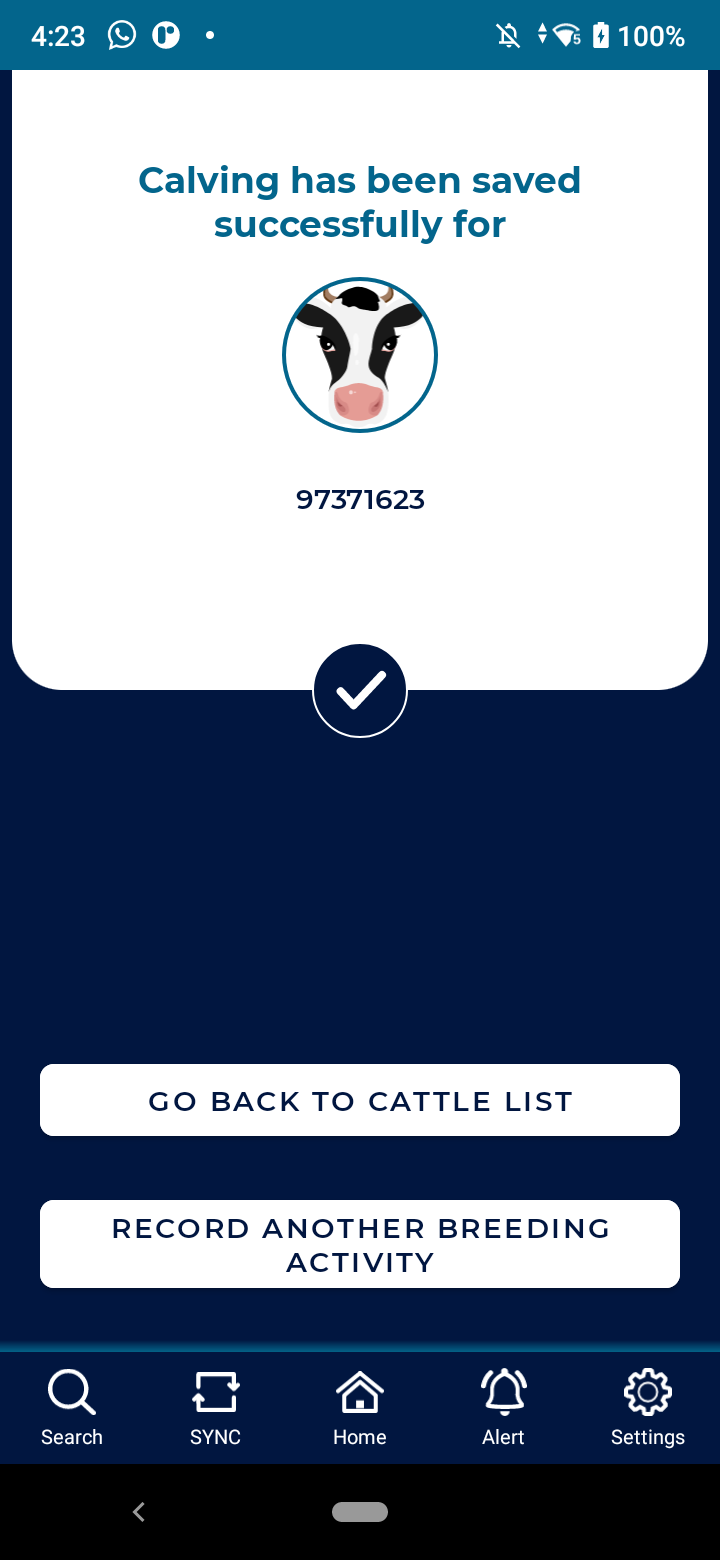 4:23
100%
Calving has been saved
successfully for
97371623
GO BACK TO CATTLE LIST
RECORD ANOTHER BREEDING
ACTIVITY
Search SYNC Home Alert Settings